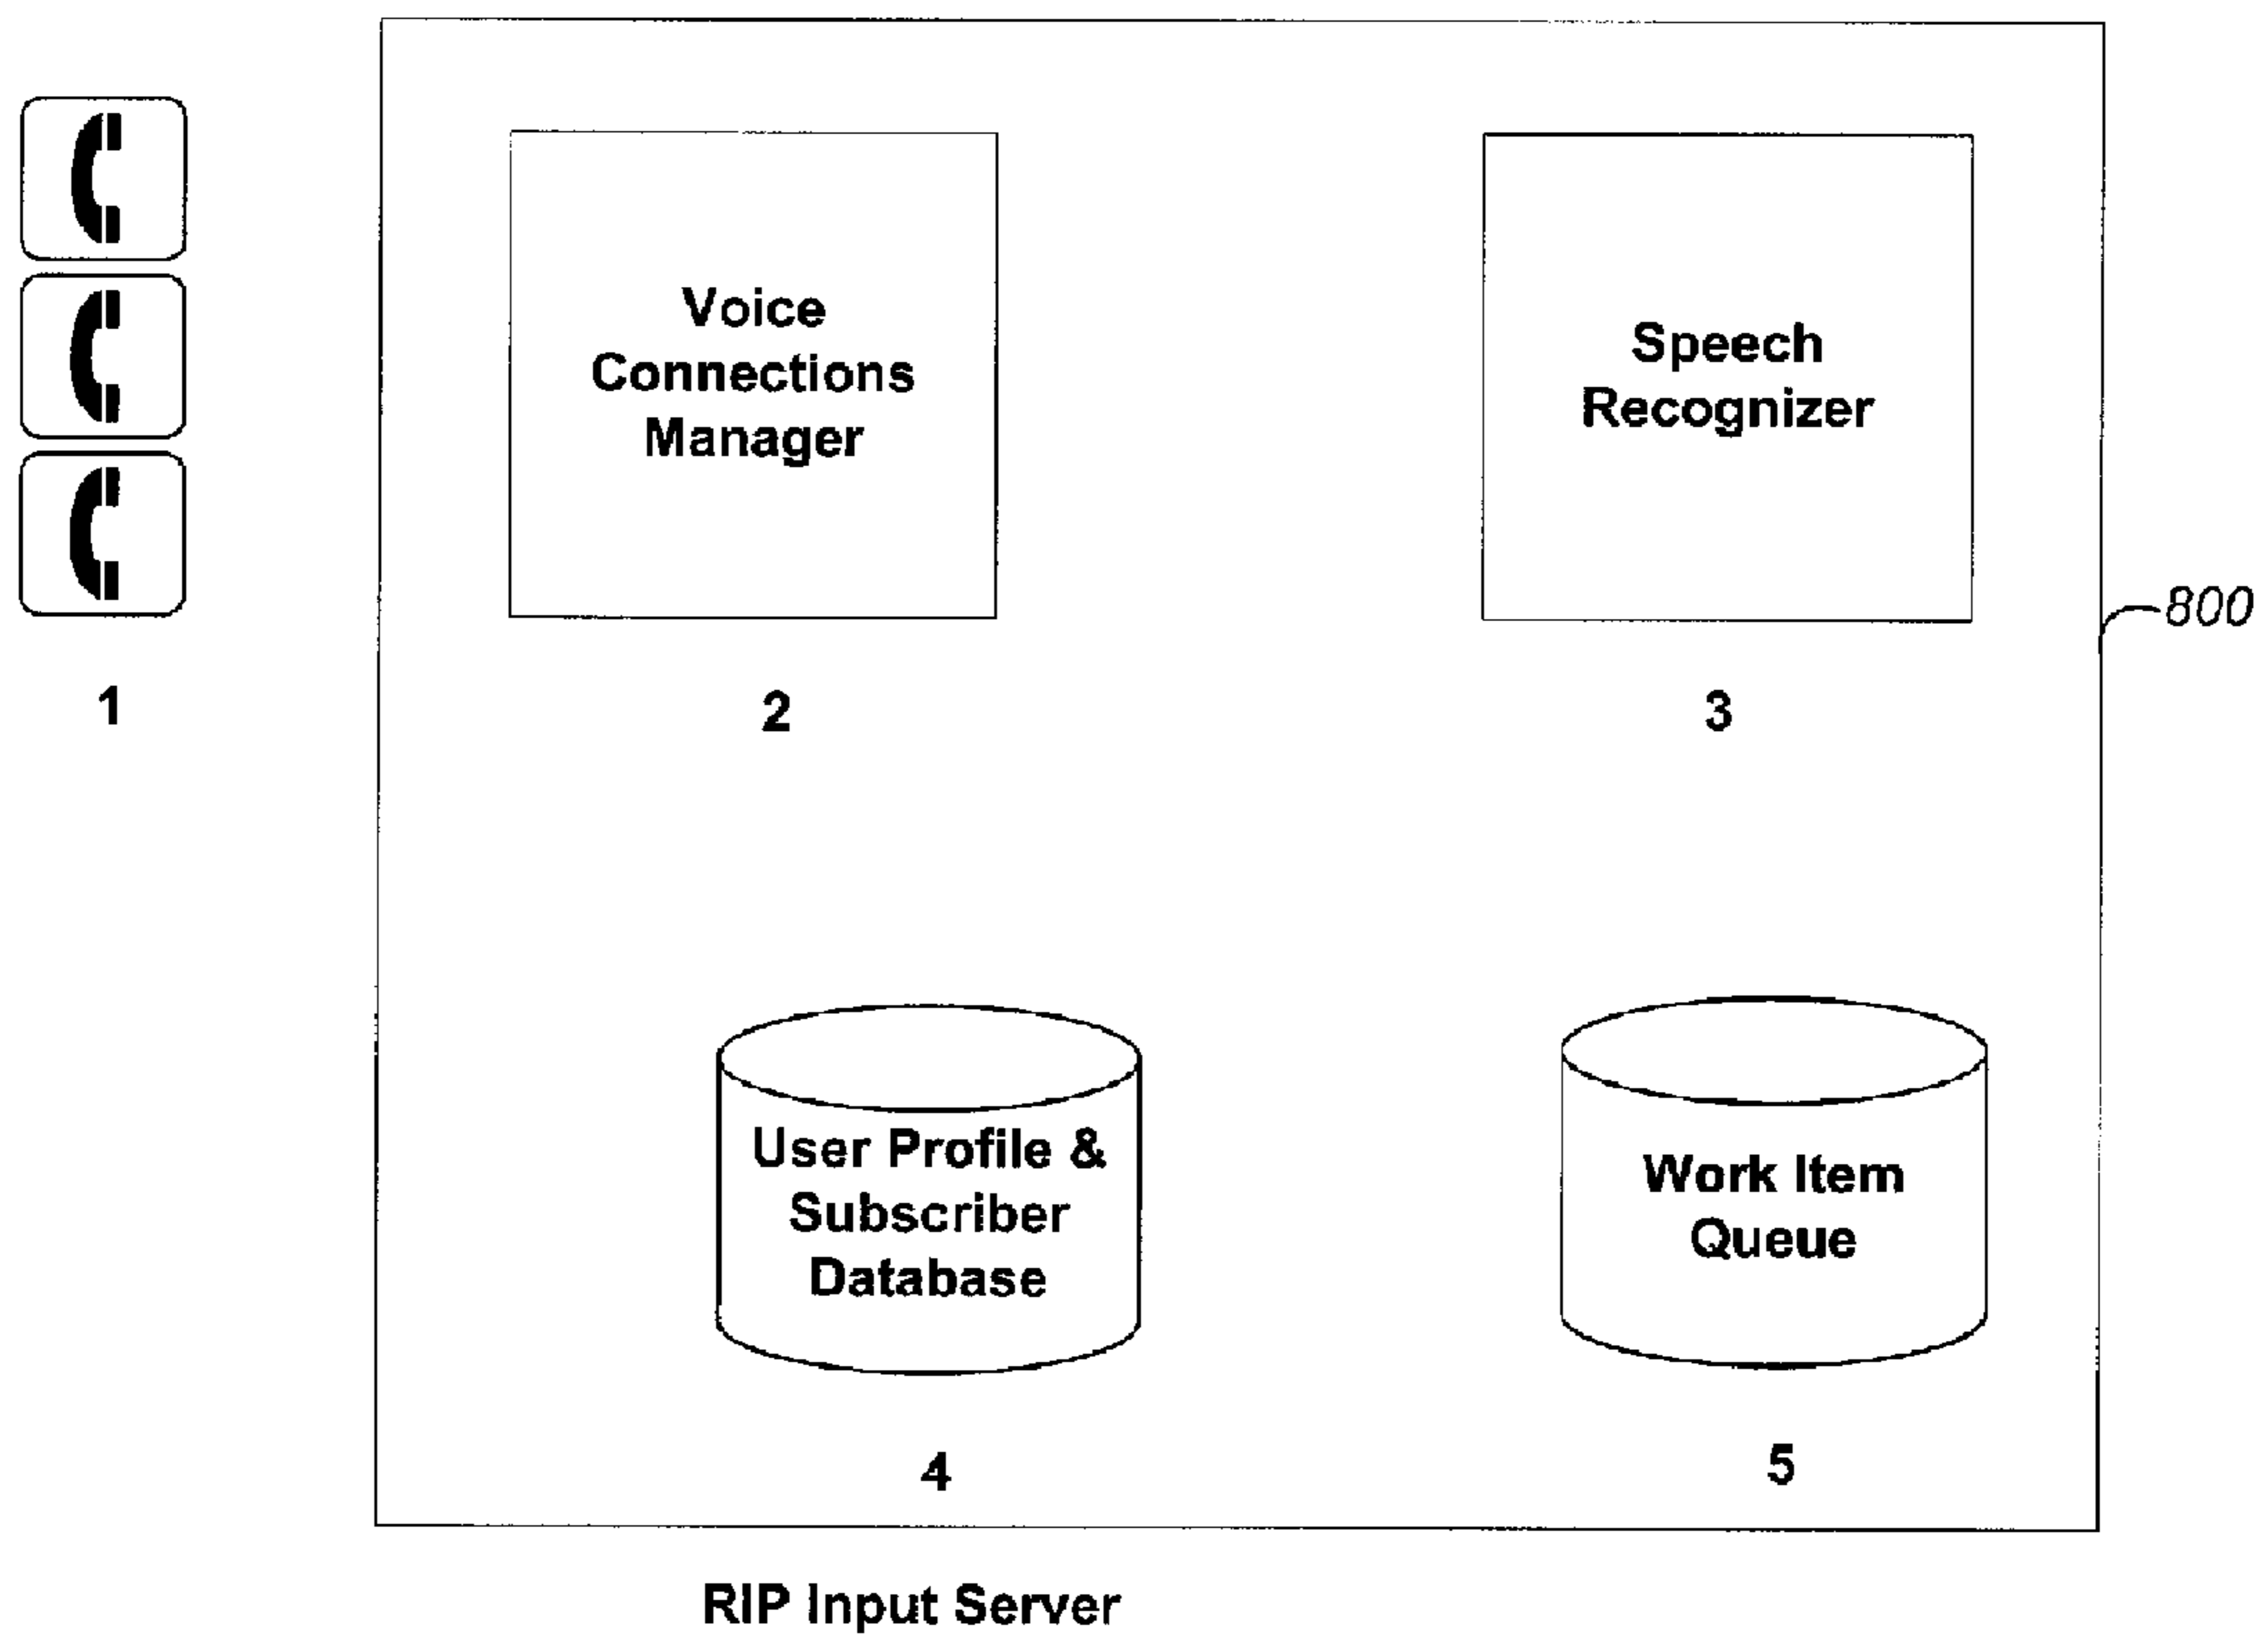 Voice
Connections
Manager
Speech
Recognizer
800
1
2
3
User Profile &
Subscriber
Database
Work Item
Queue
4
5
RIP Input Server